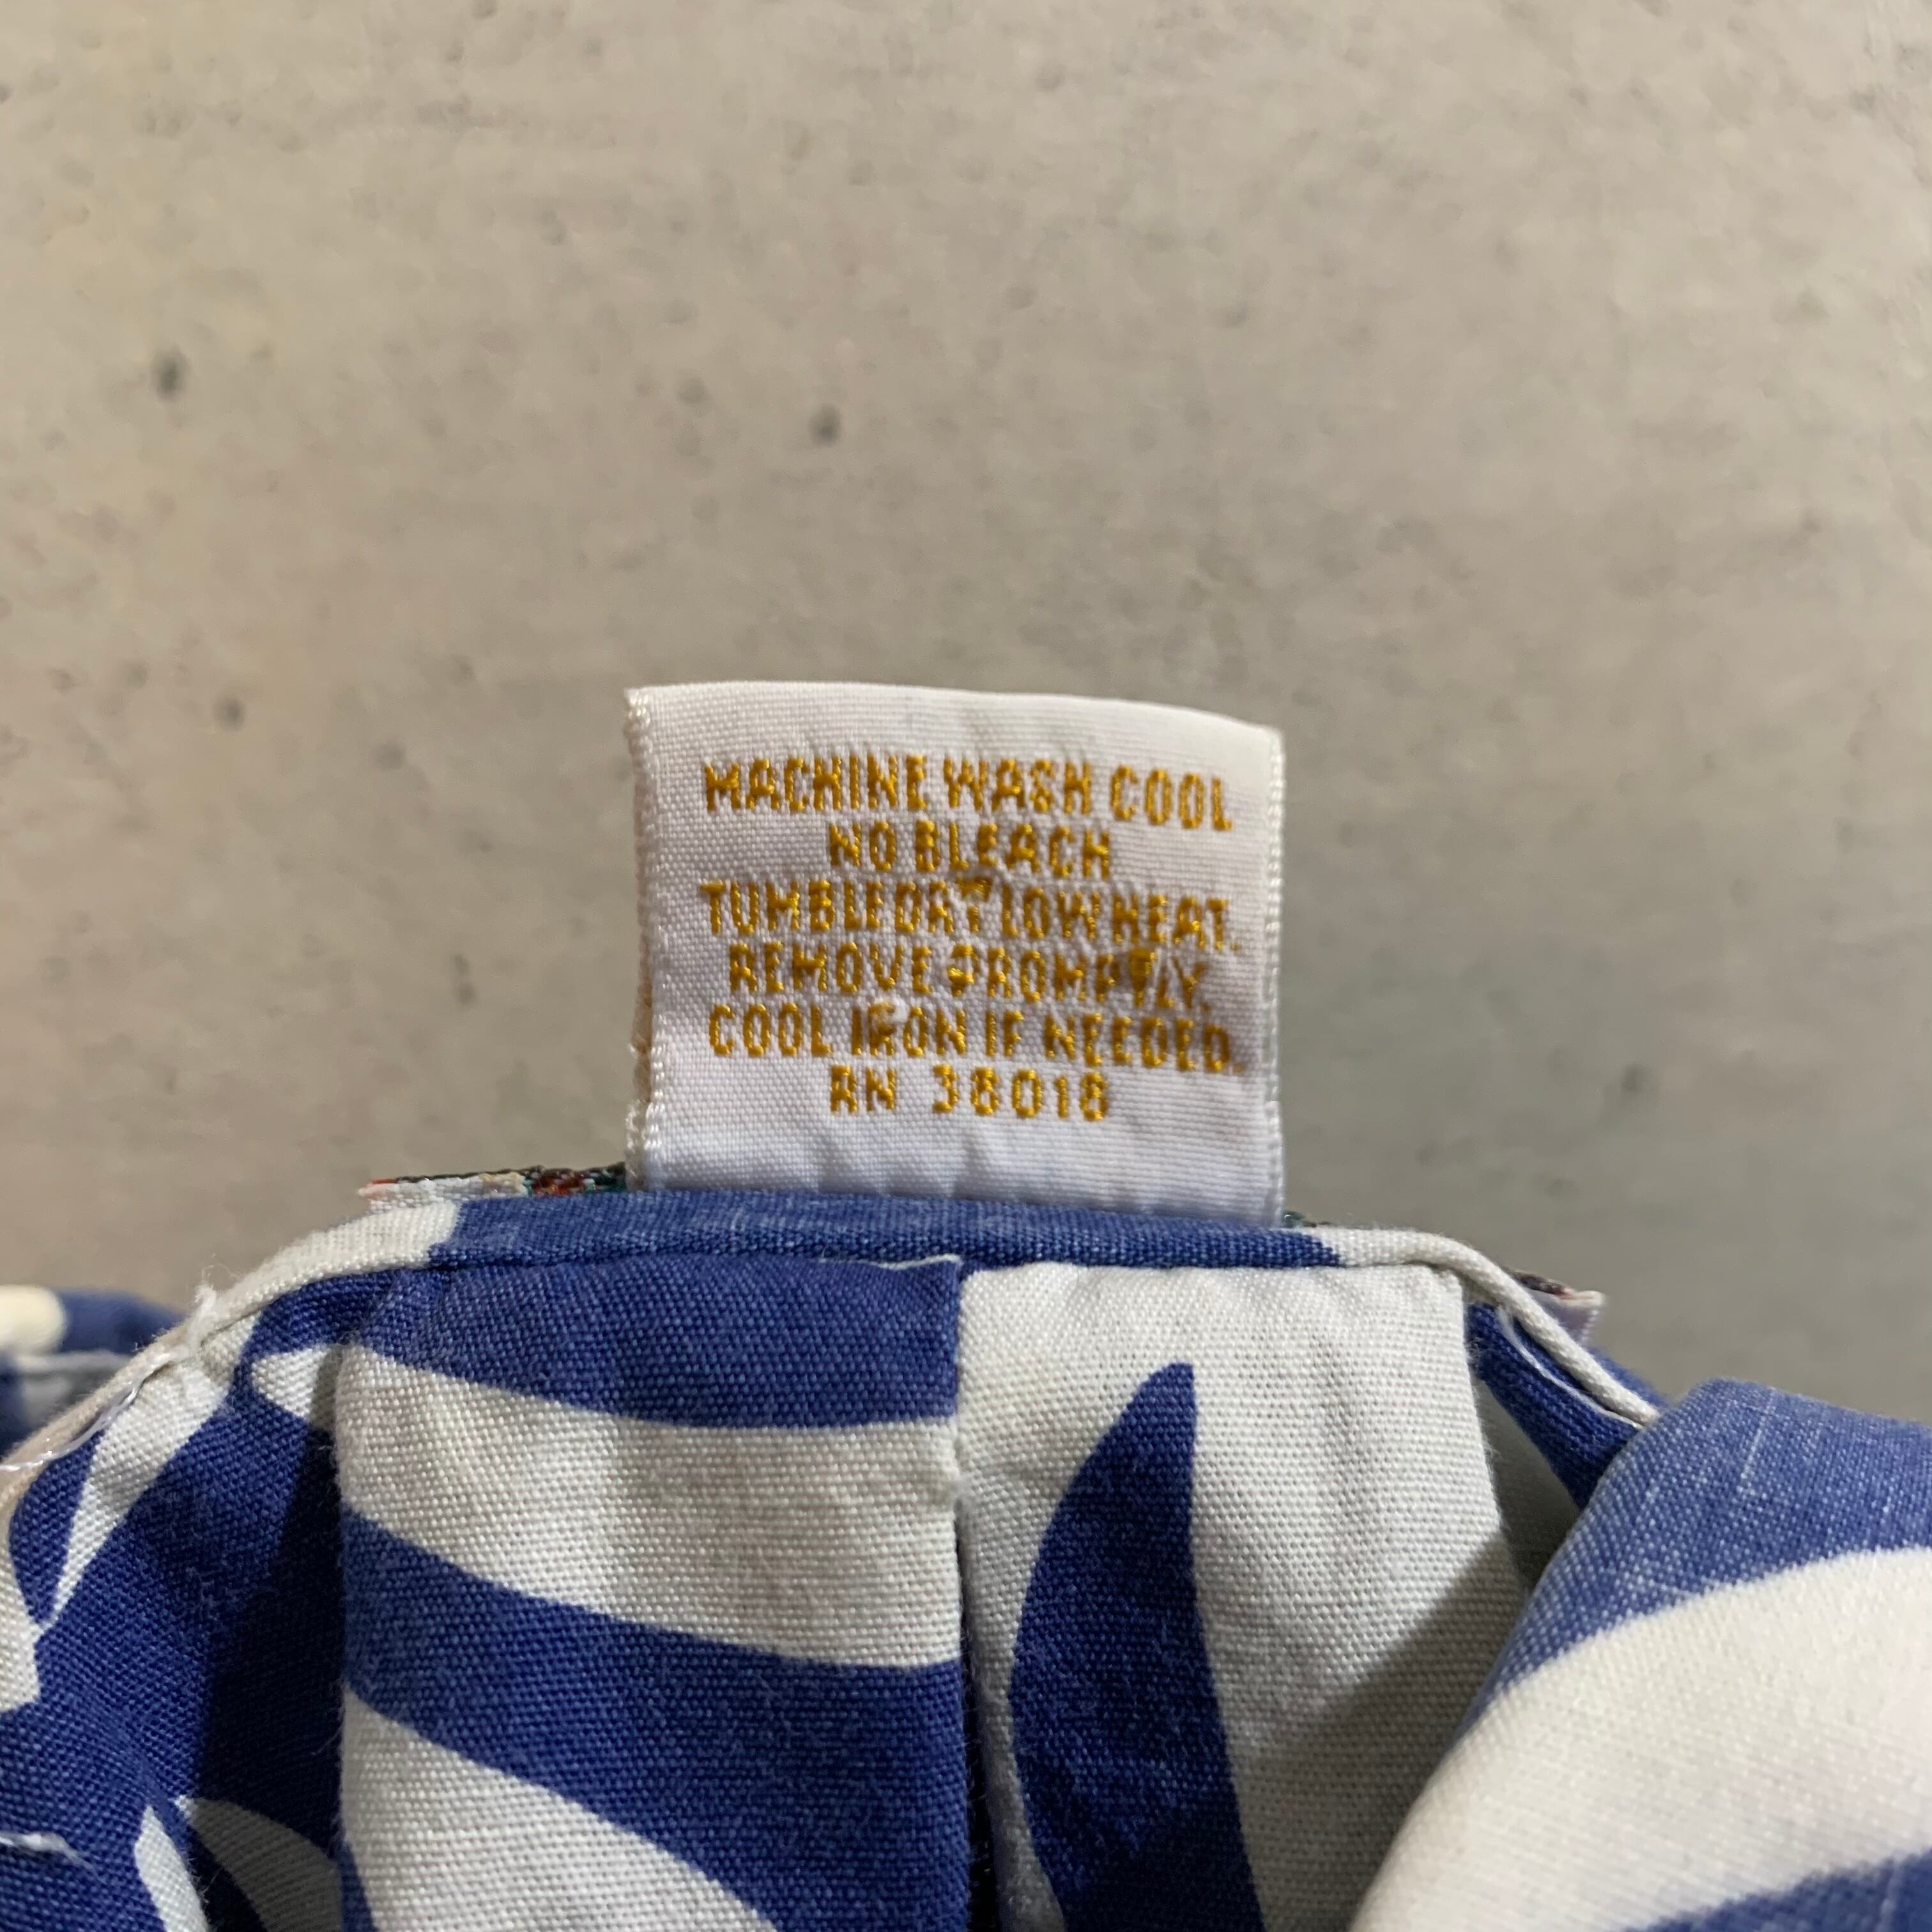 MACHINE WASH COOL
NO BLEACH
TUMBLE DRY LOW HEAT.
REMOVE PROMPTLY.
COOL IRON IF NEEDED.
RN 38018